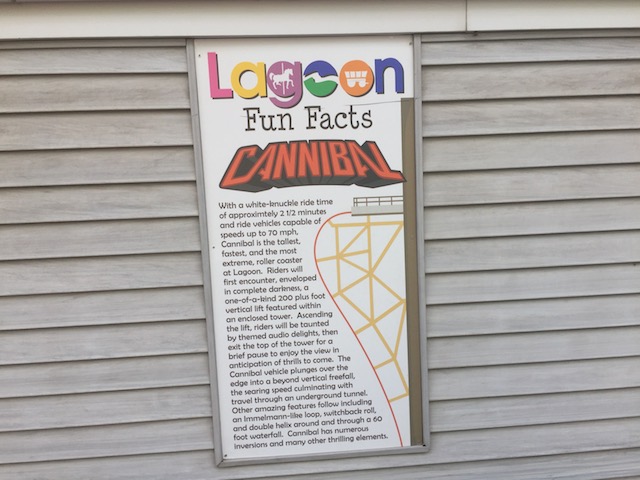 Lagoon
Fun Facts
CANNIBAL
With a white-knuckle ride time
of approximtely 2 1/2 minutes
and ride vehicles capable of
speeds up to 70 mph,
Cannibal is the tallest,
fastest, and the most
extreme, roller coaster
at Lagoon. Riders will
first encounter, enveloped
in complete darkness, a
one-of-a-kind 200 plus foot
vertical lift featured within
an enclosed tower. Ascending
the lift, riders will be taunted
by themed audio delights, then
exit the top of the tower for a
brief pause to enjoy the view in
anticipation of thrills to come. The
Cannibal vehicle plunges over the
edge into a beyond vertical freefall,
the searing speed culminating with
travel through an underground tunnel.
Other amazing features follow including
an Immelmann-like loop, switchback roll,
and double helix around and through a 60
foot waterfall. Cannibal has numerous
inversions and many other thrilling elements.